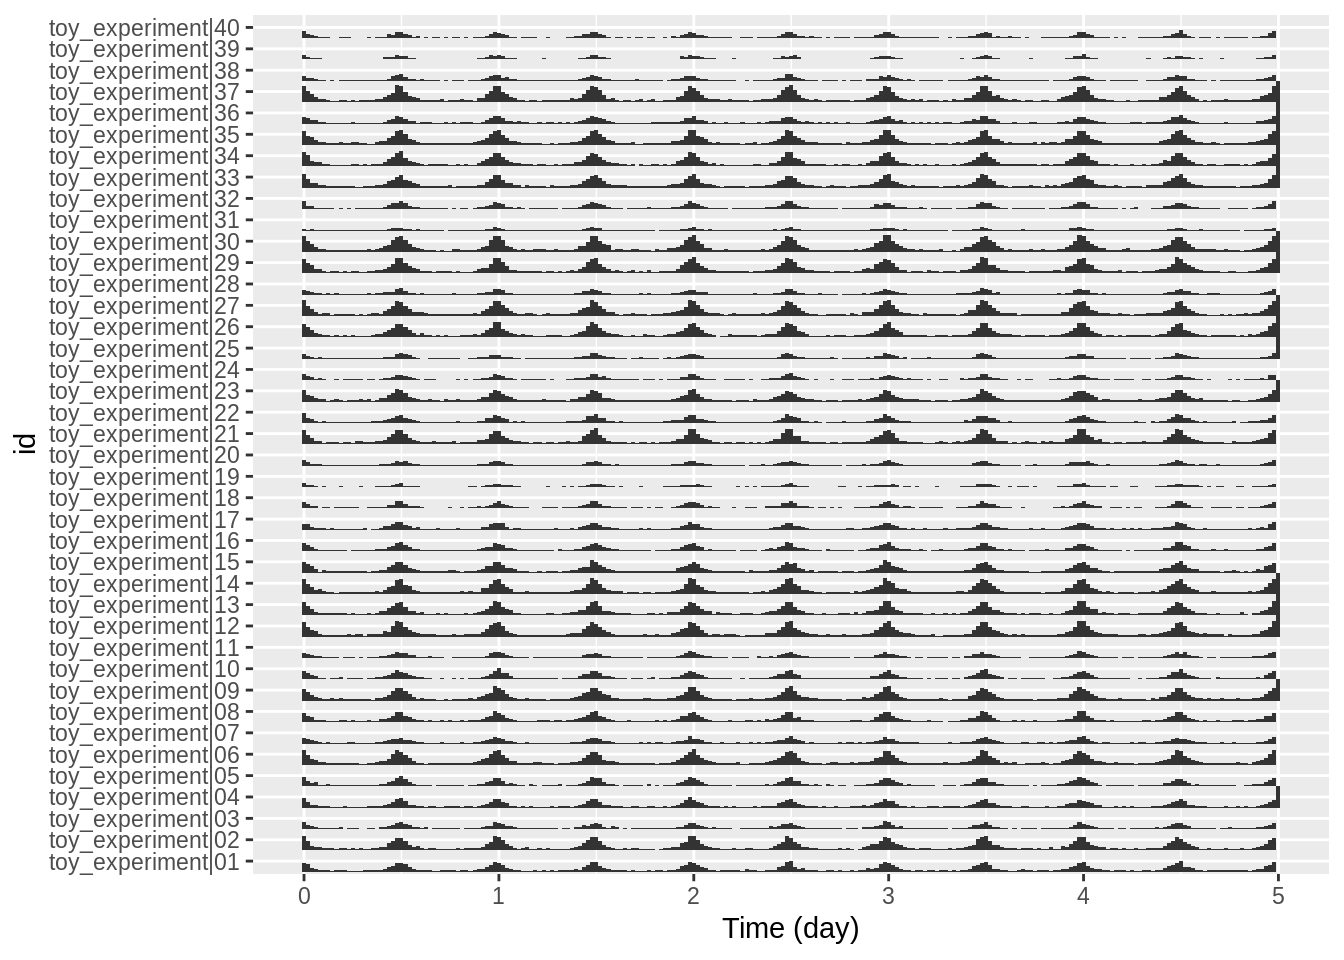 toy_experiment|40
toy_experiment|39
toy_experiment|38
toy_experiment|37
toy_experiment|36
toy_experiment|35
toy_experiment|34
toy_experiment|33
toy_experiment|32
toy_experiment|31
toy_experiment|30
toy_experiment|29
toy_experiment|28
toy_experiment|27
toy_experiment|26
toy_experiment|25
toy_experiment|24
toy_experiment|23
toy_experiment|22
toy_experiment|21
toy_experiment|20
toy_experiment|19
toy_experiment|18
toy_experiment|17
toy_experiment|16
toy_experiment|15
toy_experiment|14
toy_experiment|13
toy_experiment|12
toy_experiment|11
toy_experiment|10
toy_experiment|09
toy_experiment|08
toy_experiment|07
toy_experiment|06
toy_experiment|05
toy_experiment|04
toy_experiment|03
toy_experiment|02
toy_experiment|01
id
0 1 2 3 4 5
Time (day)